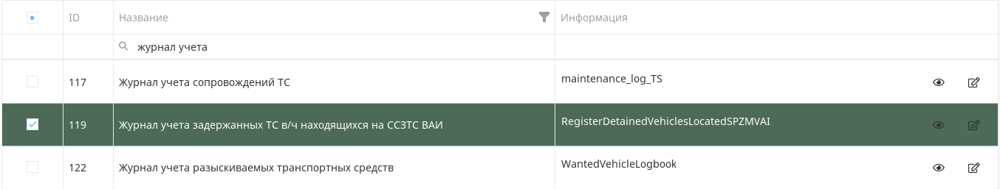 ID Название Информация
журнал учета
117 Журнал учета сопровождений ТС maintenance_log_TS
119 Журнал учета задержанных ТС в/ч находящихся на ССЗТС ВАИ RegisterDetainedVehiclesLocatedSPZMVAI
122 Журнал учета разыскиваемых транспортных средств WantedVehicleLogbook